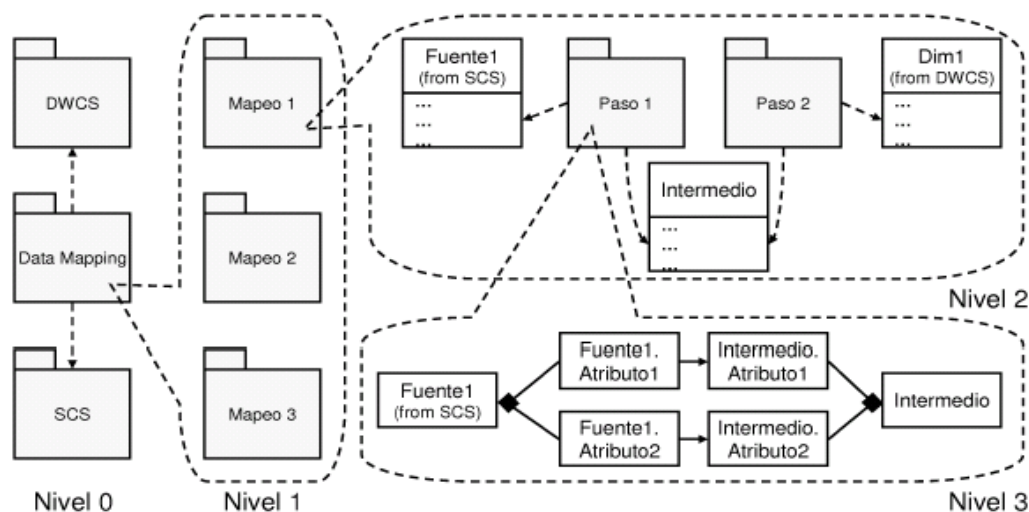 DWCS
Data Mapping
SCS
Nivel 0
Mapeo 1
Mapeo 2
Mapeo 3
Nivel 1
Fuente1
(from SCS)
...
...
...
Paso 1
Paso 2
Dim1
(from DWCS)
...
...
...
Intermedio
...
...
...
Nivel 2
Fuente1
(from SCS)
Fuente1.
Atributo1
Intermedio.
Atributo1
Fuente1.
Atributo2
Intermedio.
Atributo2
Intermedio
Nivel 3